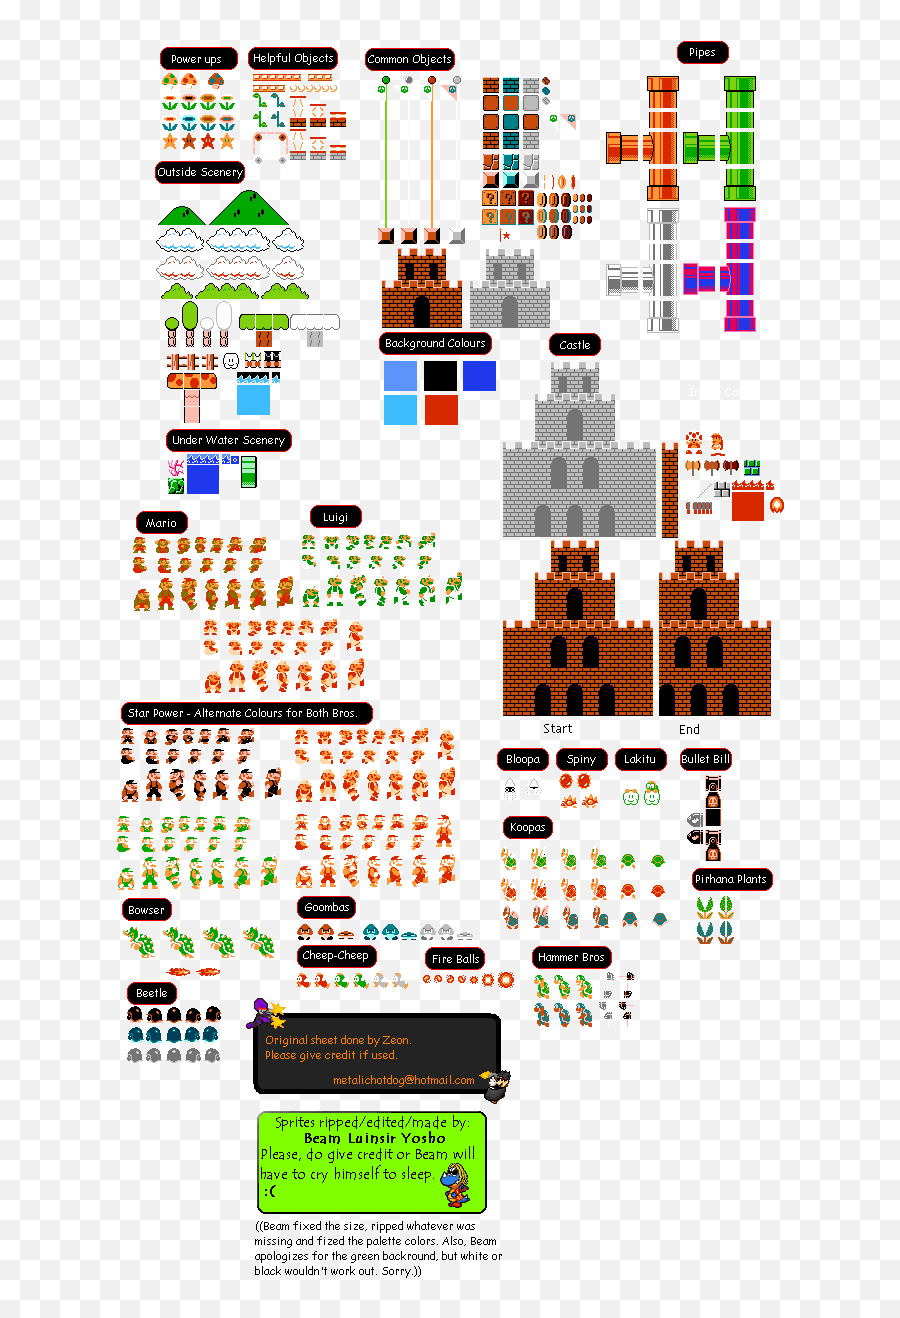 Power ups
Helpful Objects
Common Objects
Pipes
Outside Scenery
Background Colours
Castle
Under Water Scenery
Mario
Luigi
Star Power - Alternate Colours for Both Bros.
Start
End
Bloopa
Spiny
Lakitu
Bullet Bill
Koopas
Pirhana Plants
Bowser
Goombas
Cheep-Cheep
Fire Balls
Hammer Bros
Beetle
Original sheet done by Zeon.
Please give credit if used.
metalichotdog@hotmail.com
Sprites ripped/edited/made by:
Beam Luinsir Yosho
Please, do give credit or Beam will
have to cry himself to sleep.
:(
((Beam fixed the size, ripped whatever was
missing and fized the palette colors. Also, Beam
apologizes for the green backround, but white or
black wouldn't work out. Sorry.))